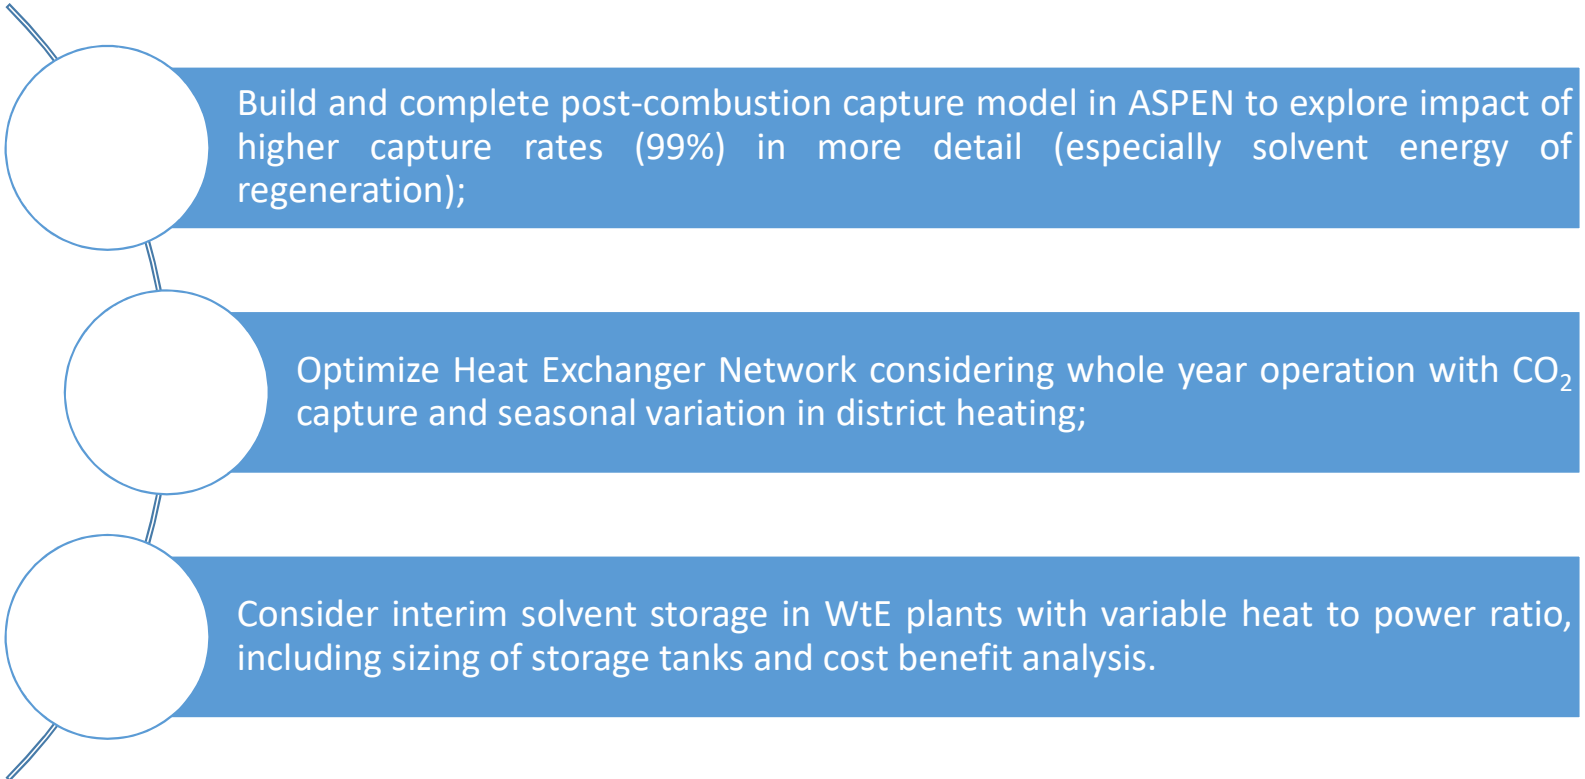 Build and complete post-combustion capture model in ASPEN to explore impact of
higher capture rates (99%) in more detail (especially solvent energy of
regeneration);
Optimize Heat Exchanger Network considering whole year operation with CO₂
capture and seasonal variation in district heating;
Consider interim solvent storage in WtE plants with variable heat to power ratio,
including sizing of storage tanks and cost benefit analysis.